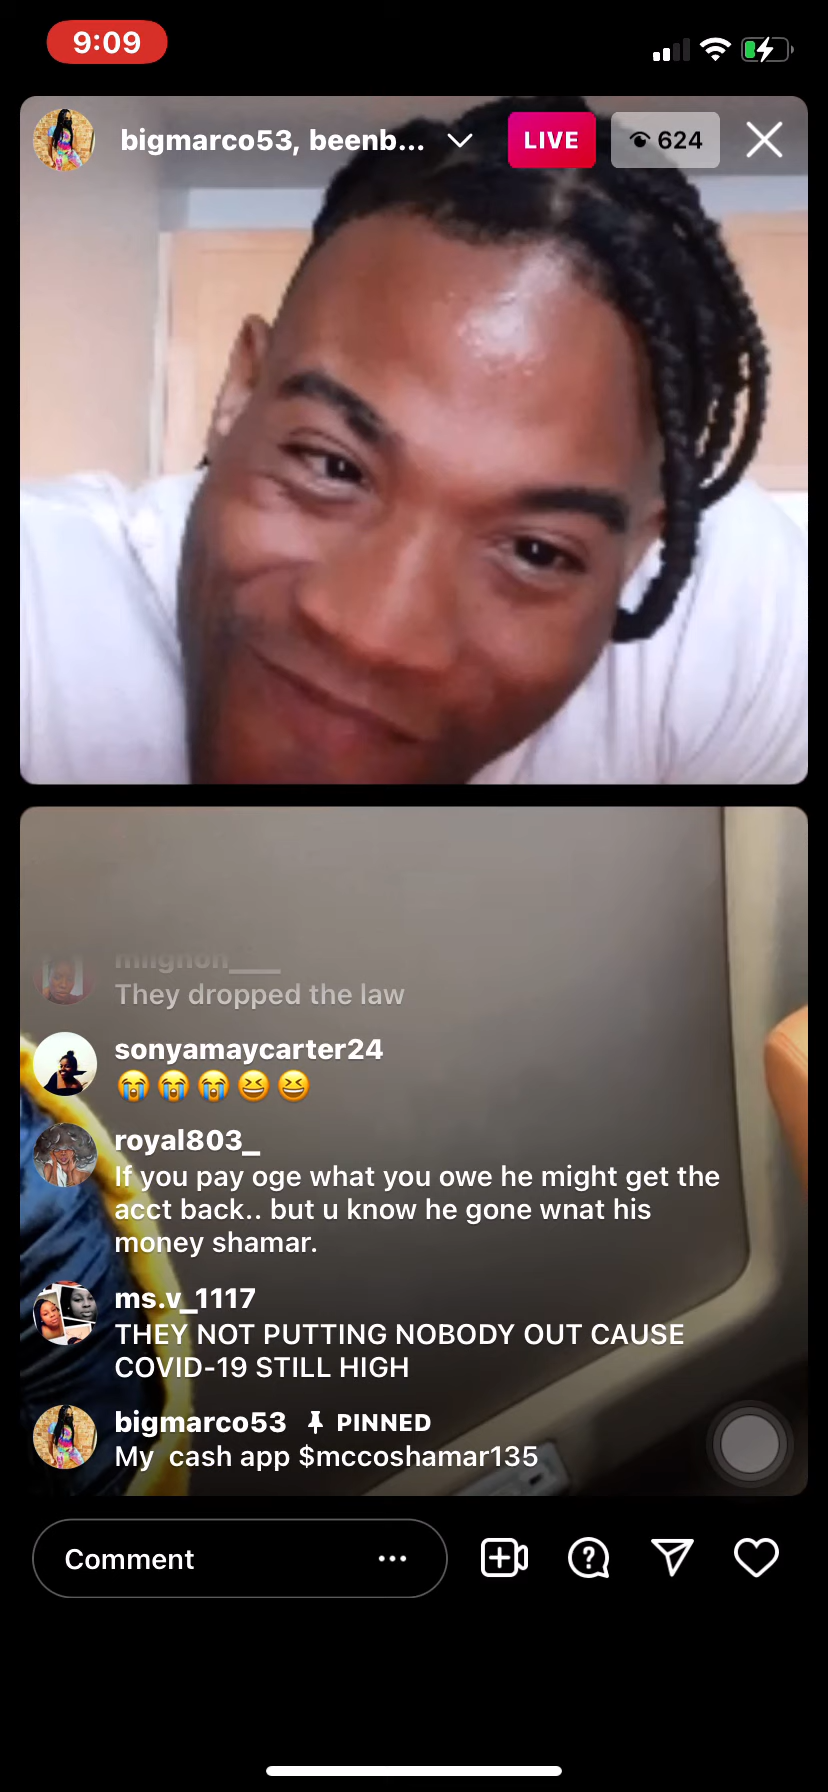 9:09
bigmarco53, beenb...
LIVE
624
They dropped the law
sonyamaycarter24
😭😭😭😆😆
royal803_
If you pay oge what you owe he might get the
acct back.. but u know he gone wnat his
money shamar.
ms.v_1117
THEY NOT PUTTING NOBODY OUT CAUSE
COVID-19 STILL HIGH
bigmarco53 PINNED
My cash app $mccoshamar135
Comment ...